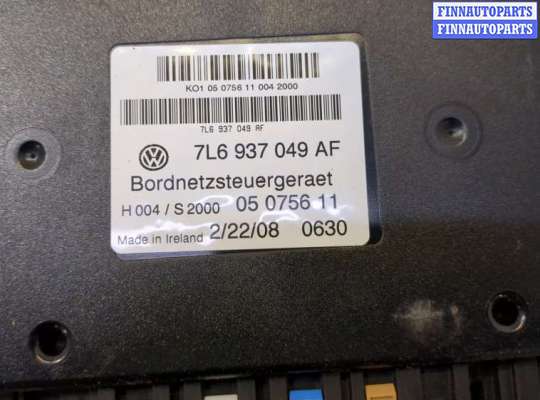 FINNAUTOPARTS
FINNAUTOPARTS
KO1 05 0756 11 004 2000
7L6 937 049 AF
7L6 937 049 AF
Bordnetzsteuergeraet
H 004 / S 2000 05 0756 11
Made in Ireland 2/22/08 0630